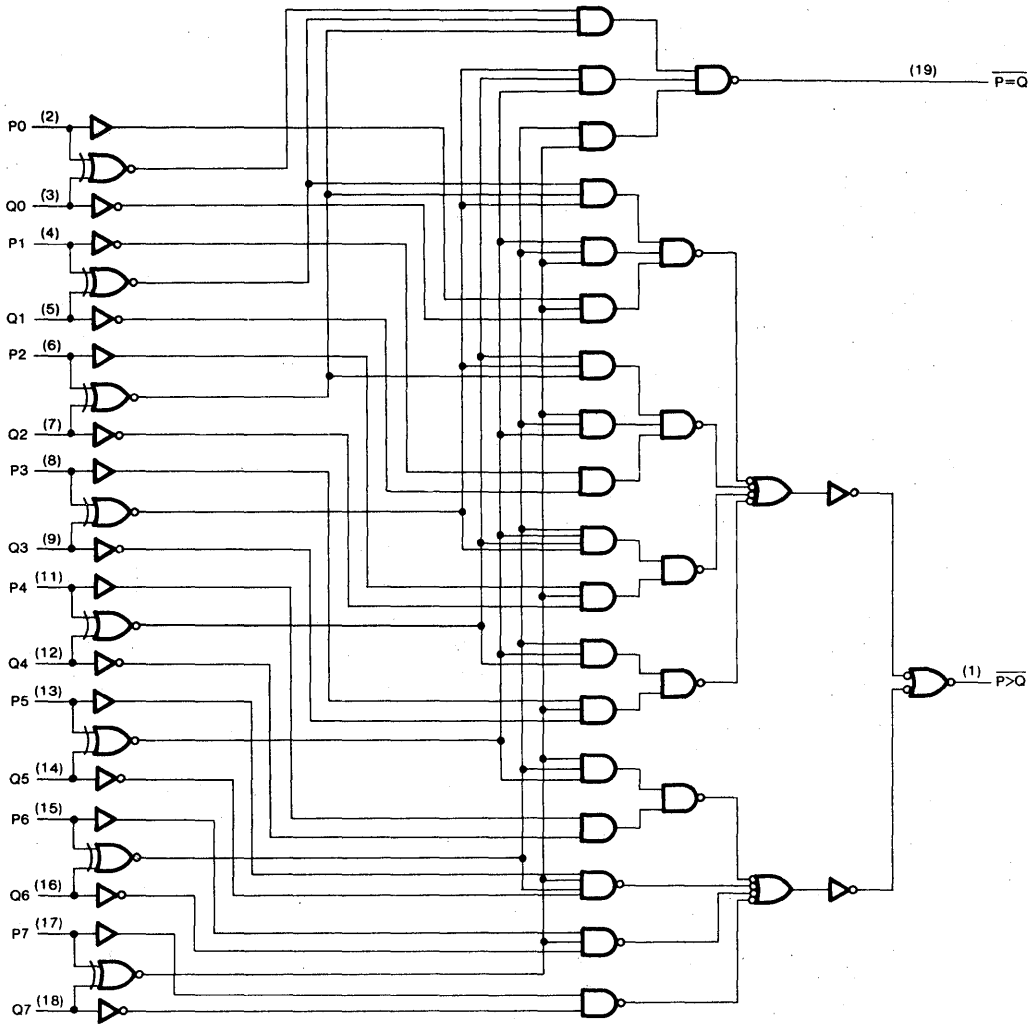 (19) P=Q
P0 (2)
Q0 (3)
P1 (4)
Q1 (5)
P2 (6)
Q2 (7)
P3 (8)
Q3 (9)
P4 (11)
Q4 (12)
(1) P>Q
P5 (13)
Q5 (14)
P6 (15)
Q6 (16)
P7 (17)
Q7 (18)